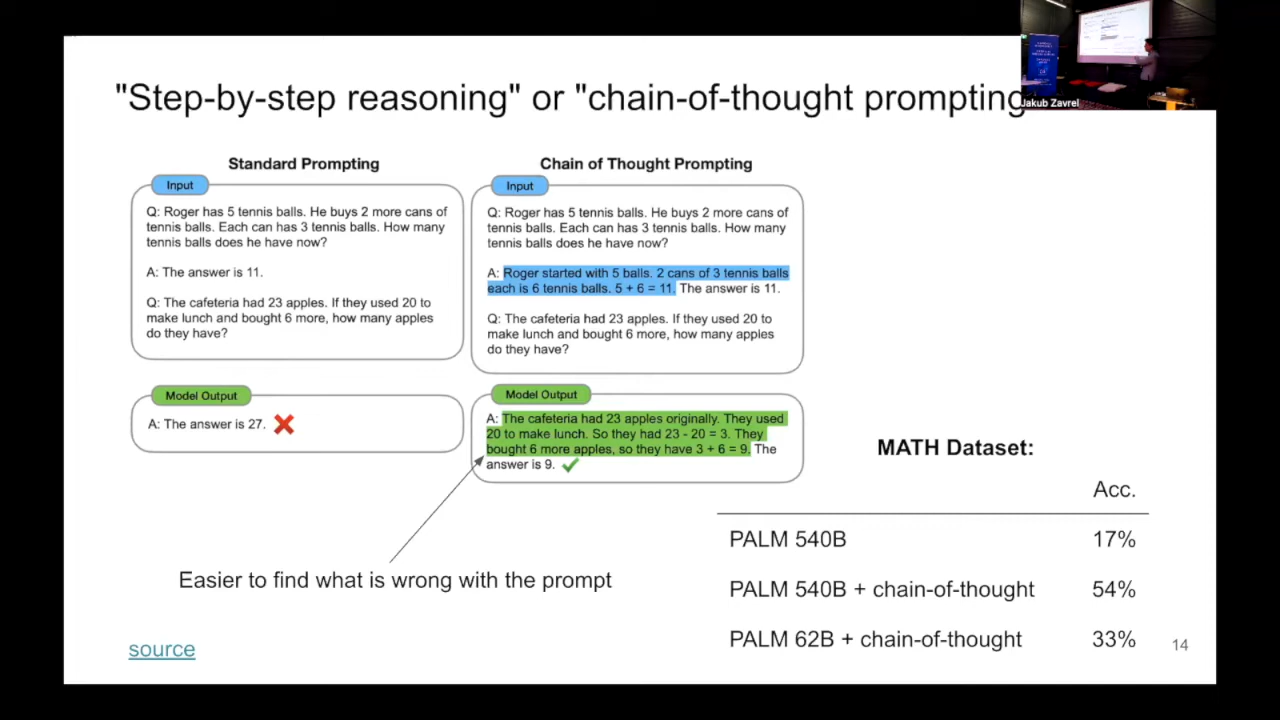 "Step-by-step reasoning" or "chain-of-thought prompting
Jakub Zavrel
Standard Prompting
Input
Q: Roger has 5 tennis balls. He buys 2 more cans of
tennis balls. Each can has 3 tennis balls. How many
tennis balls does he have now?
A: The answer is 11.
Q: The cafeteria had 23 apples. If they used 20 to
make lunch and bought 6 more, how many apples
do they have?
Model Output
A: The answer is 27.
Chain of Thought Prompting
Input
Q: Roger has 5 tennis balls. He buys 2 more cans of
tennis balls. Each can has 3 tennis balls. How many
tennis balls does he have now?
A: Roger started with 5 balls. 2 cans of 3 tennis balls
each is 6 tennis balls. 5 + 6 = 11. The answer is 11.
Q: The cafeteria had 23 apples. If they used 20 to
make lunch and bought 6 more, how many apples
do they have?
Model Output
A: The cafeteria had 23 apples originally. They used
20 to make lunch. So they had 23 - 20 = 3. They
bought 6 more apples, so they have 3 + 6 = 9. The
answer is 9.
Easier to find what is wrong with the prompt
MATH Dataset:
Acc.
PALM 540B 17%
PALM 540B + chain-of-thought 54%
PALM 62B + chain-of-thought 33%
source
14